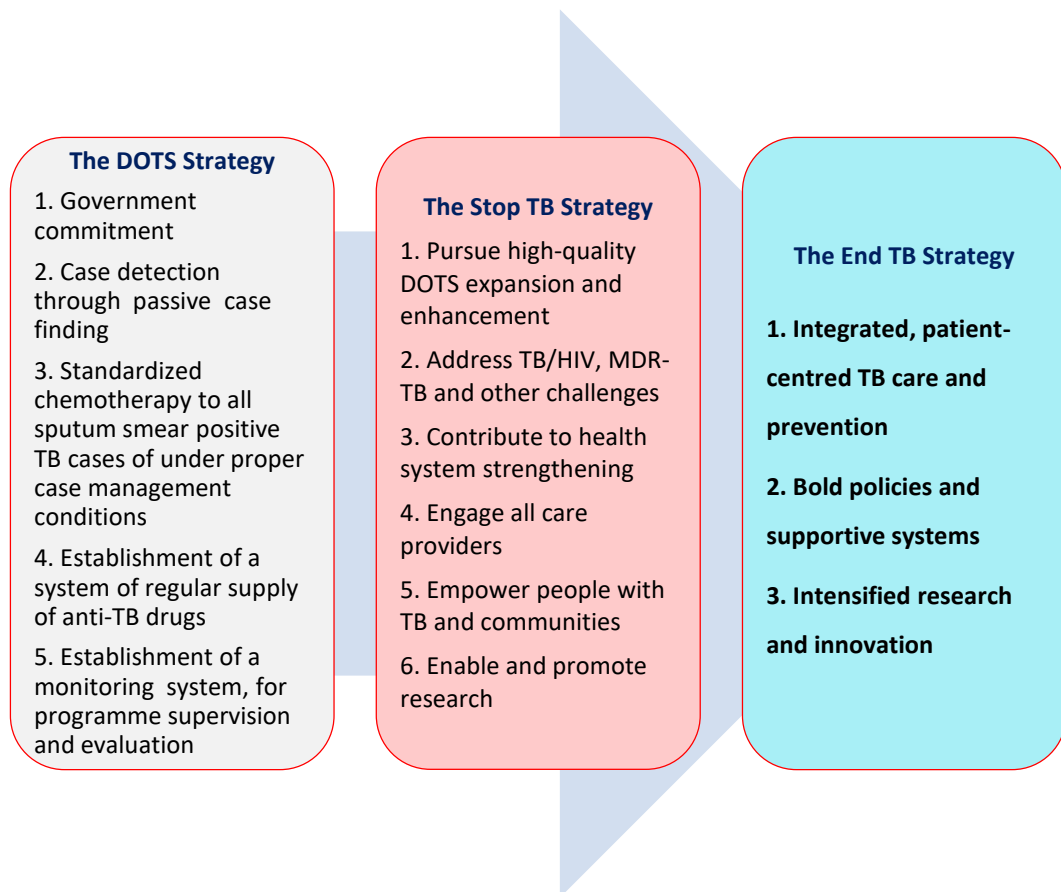 The DOTS Strategy
1. Government
commitment
2. Case detection
through passive case
finding
3. Standardized
chemotherapy to all
sputum smear positive
TB cases of under proper
case management
conditions
4. Establishment of a
system of regular supply
of anti-TB drugs
5. Establishment of a
monitoring system, for
programme supervision
and evaluation
The Stop TB Strategy
1. Pursue high-quality
DOTS expansion and
enhancement
2. Address TB/HIV, MDR-
TB and other challenges
3. Contribute to health
system strengthening
4. Engage all care
providers
5. Empower people with
TB and communities
6. Enable and promote
research
The End TB Strategy
1. Integrated, patient-
centred TB care and
prevention
2. Bold policies and
supportive systems
3. Intensified research
and innovation